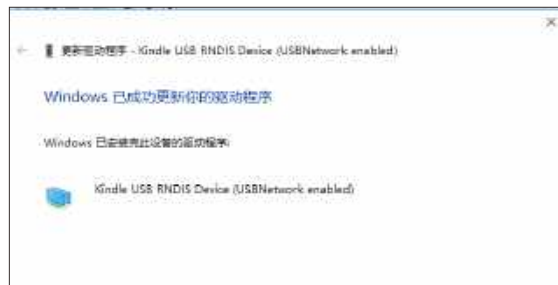 更新驱动程序 - Kindle USB RNDIS Device (USBNetwork enabled)
Windows 已成功更新你的驱动程序
Windows 已安装完此设备的驱动程序:
Kindle USB RNDIS Device (USBNetwork enabled)